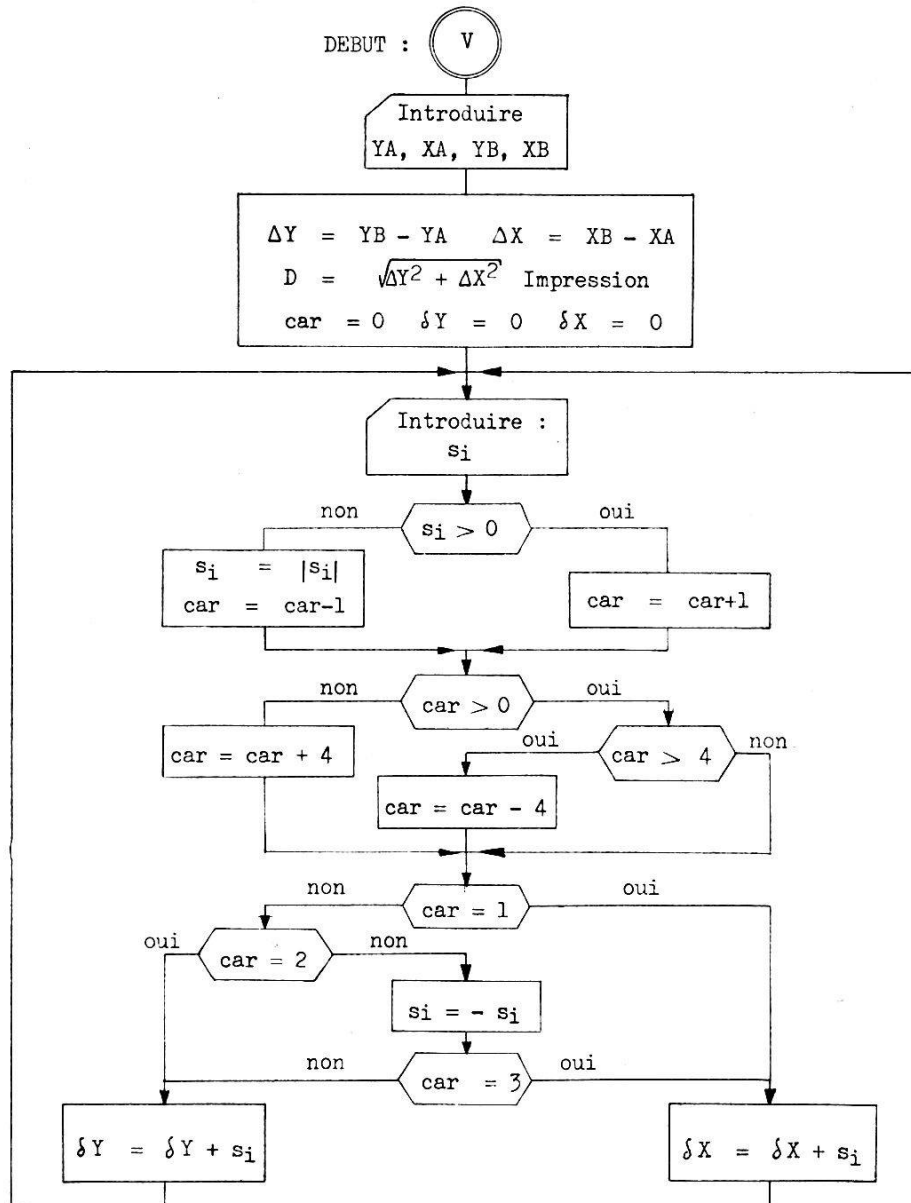 DEBUT : V
Introduire
YA, XA, YB, XB
ΔY = YB - YA ΔX = XB - XA
D = √ΔY² + ΔX² Impression
car = 0 δY = 0 δX = 0
Introduire :
si
non
si > 0
oui
si = |si|
car = car-1
car = car+1
non
car > 0
oui
car = car + 4
oui
car > 4
non
car = car - 4
non
car = 1
oui
oui
car = 2
non
si = - si
non
car = 3
oui
δY = δY + si
δX = δX + si